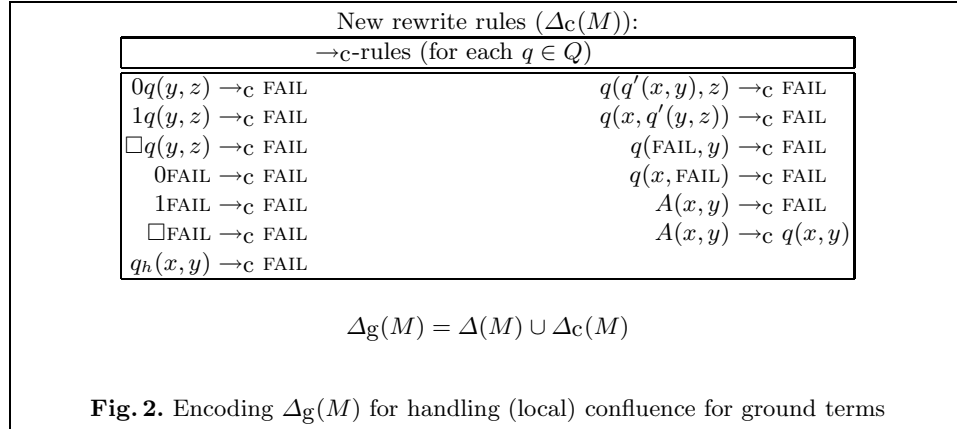 New rewrite rules (Δc(M)):
→c-rules (for each q ∈ Q)
0q(y, z) →c FAIL q(q′(x, y), z) →c FAIL
1q(y, z) →c FAIL q(x, q′(y, z)) →c FAIL
□q(y, z) →c FAIL q(FAIL, y) →c FAIL
0FAIL →c FAIL q(x, FAIL) →c FAIL
1FAIL →c FAIL A(x, y) →c FAIL
□FAIL →c FAIL A(x, y) →c q(x, y)
qh(x, y) →c FAIL
Δg(M) = Δ(M) ∪ Δc(M)
Fig. 2. Encoding Δg(M) for handling (local) confluence for ground terms